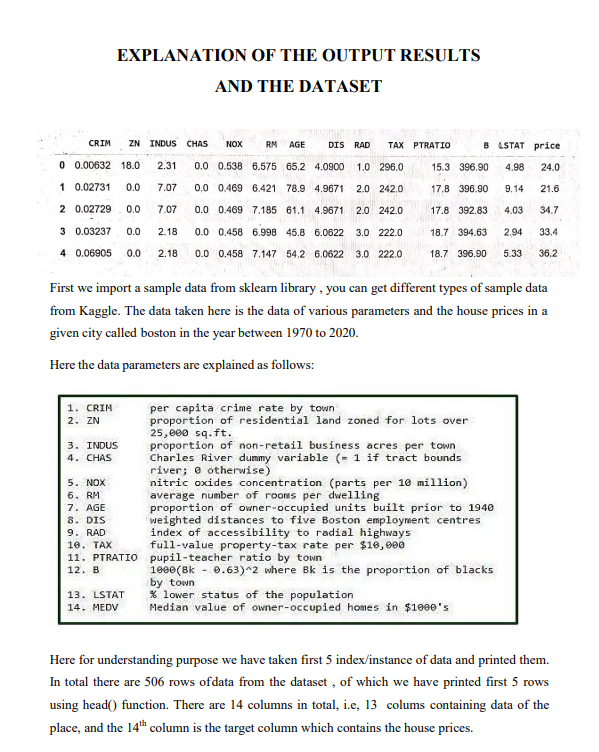 EXPLANATION OF THE OUTPUT RESULTS
AND THE DATASET
CRIM ZN INDUS CHAS NOX RM AGE DIS RAD TAX PTRATIO B LSTAT price
0 0.00632 18.0 2.31 0.0 0.538 6.575 65.2 4.0900 1.0 296.0 15.3 396.90 4.98 24.0
1 0.02731 0.0 7.07 0.0 0.469 6.421 78.9 4.9671 2.0 242.0 17.8 396.90 9.14 21.6
2 0.02729 0.0 7.07 0.0 0.469 7.185 61.1 4.9671 2.0 242.0 17.8 392.83 4.03 34.7
3 0.03237 0.0 2.18 0.0 0.458 6.998 45.8 6.0622 3.0 222.0 18.7 394.63 2.94 33.4
4 0.06905 0.0 2.18 0.0 0.458 7.147 54.2 6.0622 3.0 222.0 18.7 396.90 5.33 36.2
First we import a sample data from sklearn library , you can get different types of sample data
from Kaggle. The data taken here is the data of various parameters and the house prices in a
given city called boston in the year between 1970 to 2020.
Here the data parameters are explained as follows:
1. CRIM per capita crime rate by town
2. ZN proportion of residential land zoned for lots over
25,000 sq.ft.
3. INDUS proportion of non-retail business acres per town
4. CHAS Charles River dummy variable (= 1 if tract bounds
river; 0 otherwise)
5. NOX nitric oxides concentration (parts per 10 million)
6. RM average number of rooms per dwelling
7. AGE proportion of owner-occupied units built prior to 1940
8. DIS weighted distances to five Boston employment centres
9. RAD index of accessibility to radial highways
10. TAX full-value property-tax rate per $10,000
11. PTRATIO pupil-teacher ratio by town
12. B 1000(Bk - 0.63)^2 where Bk is the proportion of blacks
by town
13. LSTAT % lower status of the population
14. MEDV Median value of owner-occupied homes in $1000's
Here for understanding purpose we have taken first 5 index/instance of data and printed them.
In total there are 506 rows ofdata from the dataset , of which we have printed first 5 rows
using head() function. There are 14 columns in total, i.e, 13 colums containing data of the
place, and the 14th column is the target column which contains the house prices.